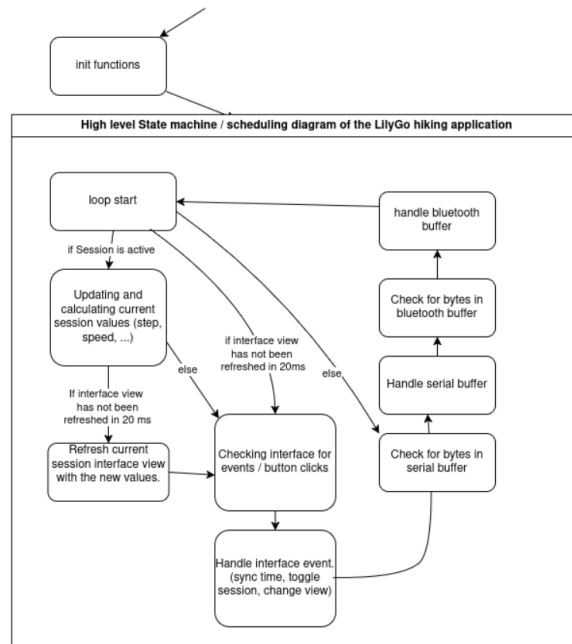 init functions
High level State machine / scheduling diagram of the LilyGo hiking application
loop start
handle bluetooth
buffer
if Session is active
Updating and
calculating current
session values (step,
speed, ...)
Check for bytes in
bluetooth buffer
if interface view
has not been
refreshed in 20ms
else
else
Handle serial buffer
If interface view
has not been
refreshed in 20 ms
Refresh current
session interface view
with the new values.
Checking interface for
events / button clicks
Check for bytes in
serial buffer
Handle interface event.
(sync time, toggle
session, change view)